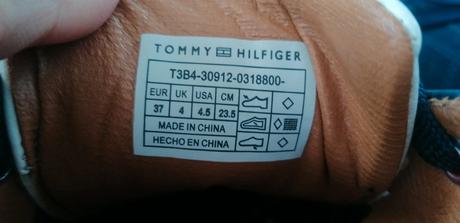 TOMMY HILFIGER
T3B4-30912-0318800-
EUR UK USA CM
37 4 4.5 23.5
MADE IN CHINA
HECHO EN CHINA